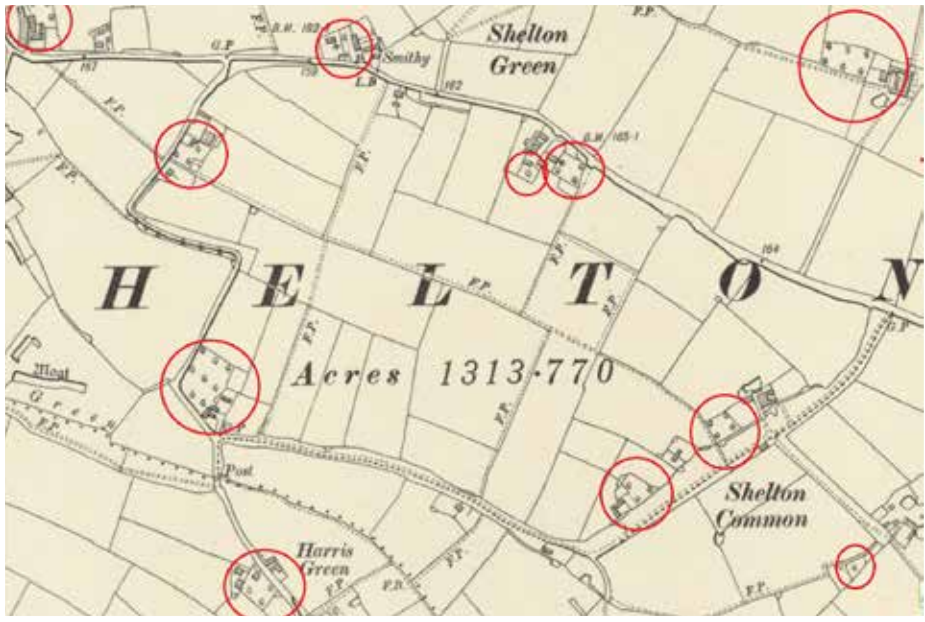 F.P.
B.M. 162
G.P
167
159
Smithy
L.B
Shelton
Green
162
F.P.
F.P.
F.P.
F.P.
B.M. 165·1
F.P.
F.P.
F.P.
164
H E L T O N
F.P.
G.P
Moat
Acres 1313·770
Green
F.P.
F.P.
Post
Shelton
Common
Harris
Green
F.P.
F.B.
F.P.
F.P.